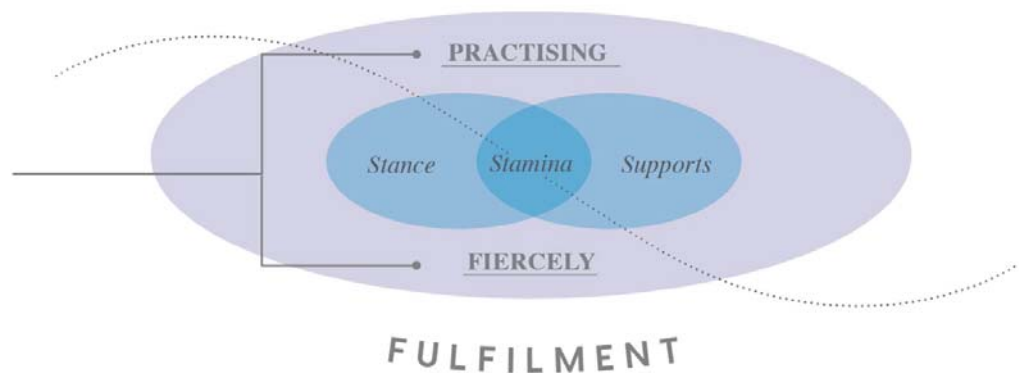 PRACTISING
Stance Stamina Supports
FIERCELY
FULFILMENT